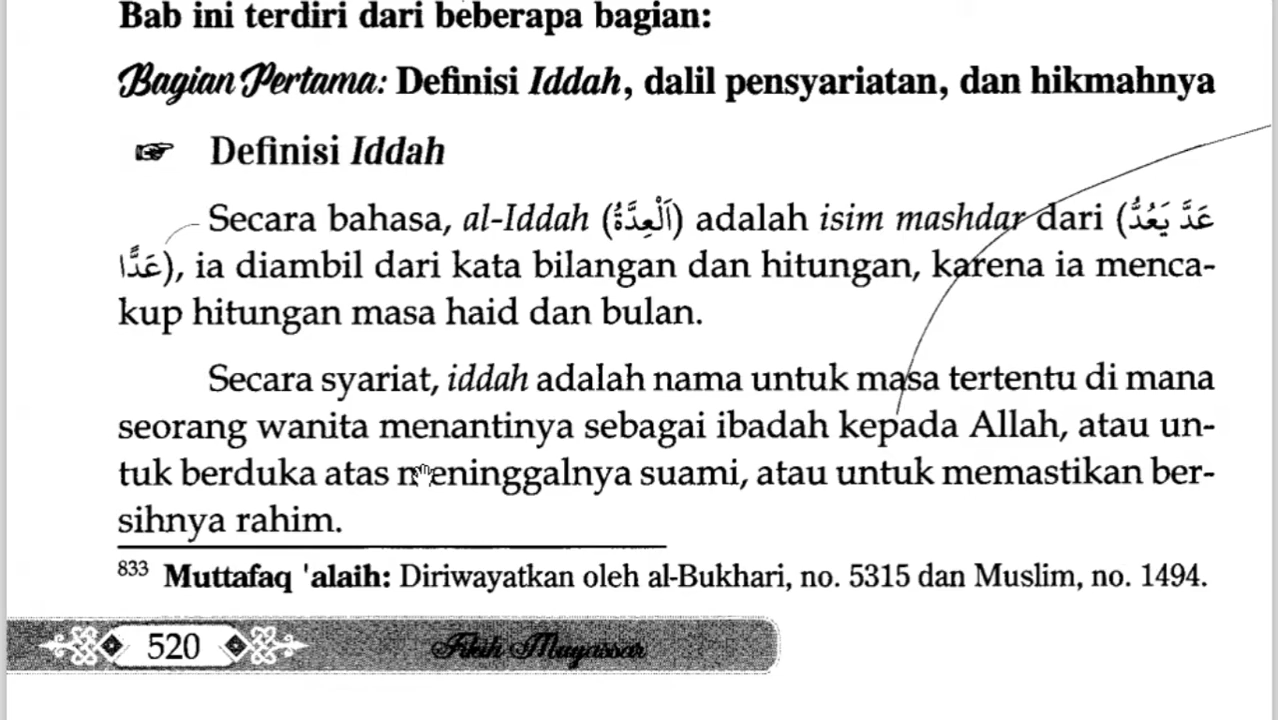 Bab ini terdiri dari beberapa bagian:
Bagian Pertama: Definisi Iddah, dalil pensyariatan, dan hikmahnya
☞ Definisi Iddah
Secara bahasa, al-Iddah (اَلْعِدَّةُ) adalah isim mashdar dari (عَدَّ يَعُدُّ
عَدًّا), ia diambil dari kata bilangan dan hitungan, karena ia menca-
kup hitungan masa haid dan bulan.
Secara syariat, iddah adalah nama untuk masa tertentu di mana
seorang wanita menantinya sebagai ibadah kepada Allah, atau un-
tuk berduka atas meninggalnya suami, atau untuk memastikan ber-
sihnya rahim.
833 Muttafaq 'alaih: Diriwayatkan oleh al-Bukhari, no. 5315 dan Muslim, no. 1494.
520 Fikih Muyassar